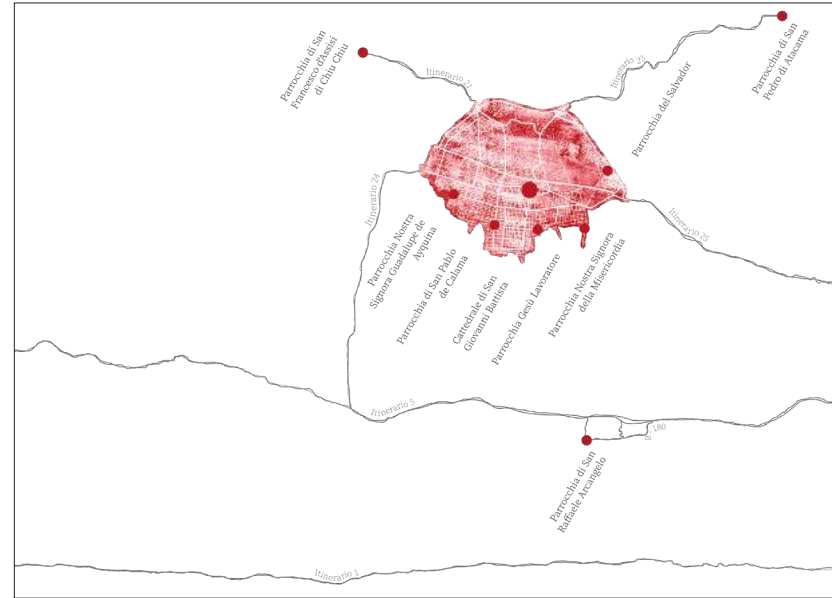 Parrocchia di San
Francesco d'Assisi
di Chiu Chiu
Itinerario 21
Itinerario 23
Parrocchia di San
Pedro di Atacama
Parrocchia del Salvador
Itinerario 24
Itinerario 25
Parrocchia Nostra
Signora Guadalupe de
Ayquina
Parrocchia di San Pablo
de Calama
Cattedrale di San
Giovanni Battista
Parrocchia Gesù Lavoratore
Parrocchia Nostra Signora
della Misericordia
Itinerario 5
180
Parrocchia di San
Raffaele Arcangelo
Itinerario 1